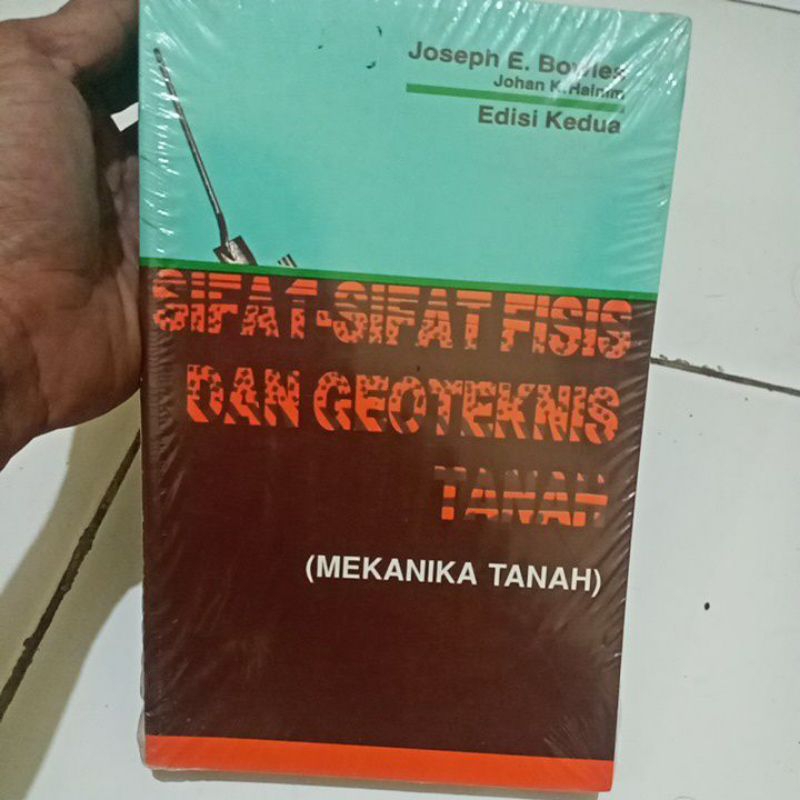 Joseph E. Bowles
Johan K. Hainim
Edisi Kedua
SIFAT-SIFAT FISIS
DAN GEOTEKNIS
TANAH
(MEKANIKA TANAH)